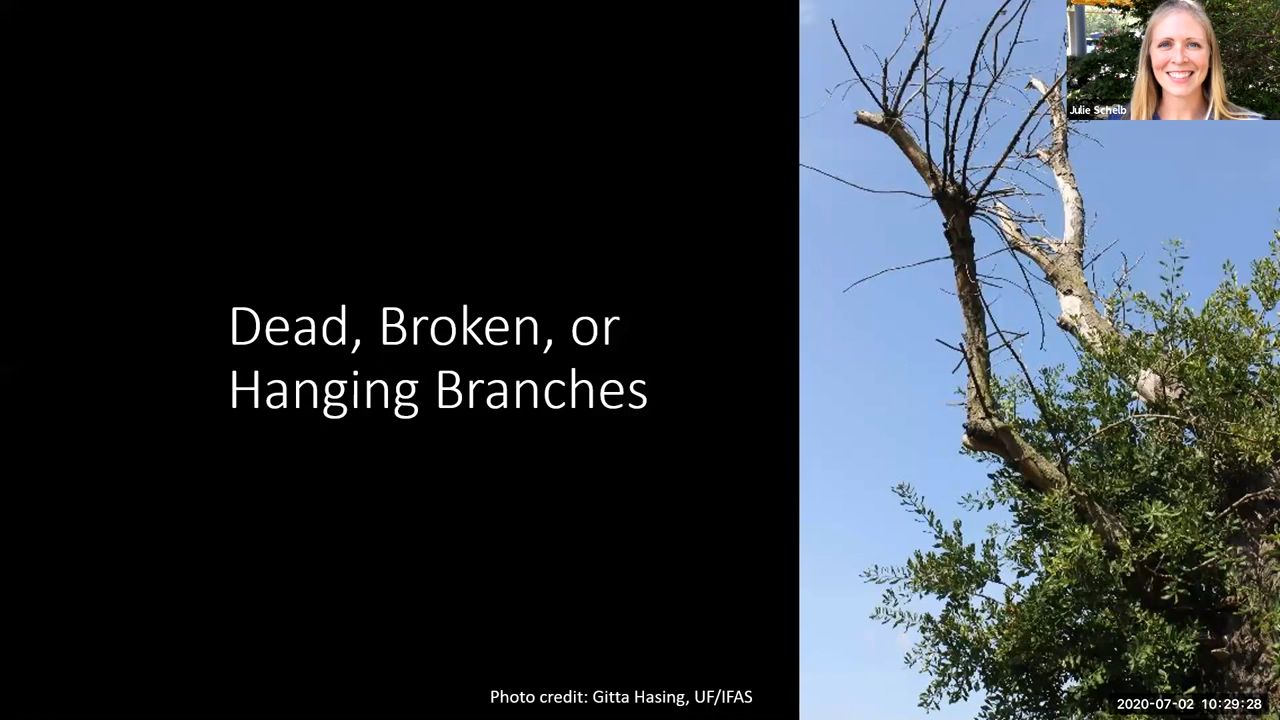 Julie Schelb
Dead, Broken, or
Hanging Branches
Photo credit: Gitta Hasing, UF/IFAS
2020-07-02 10:29:28